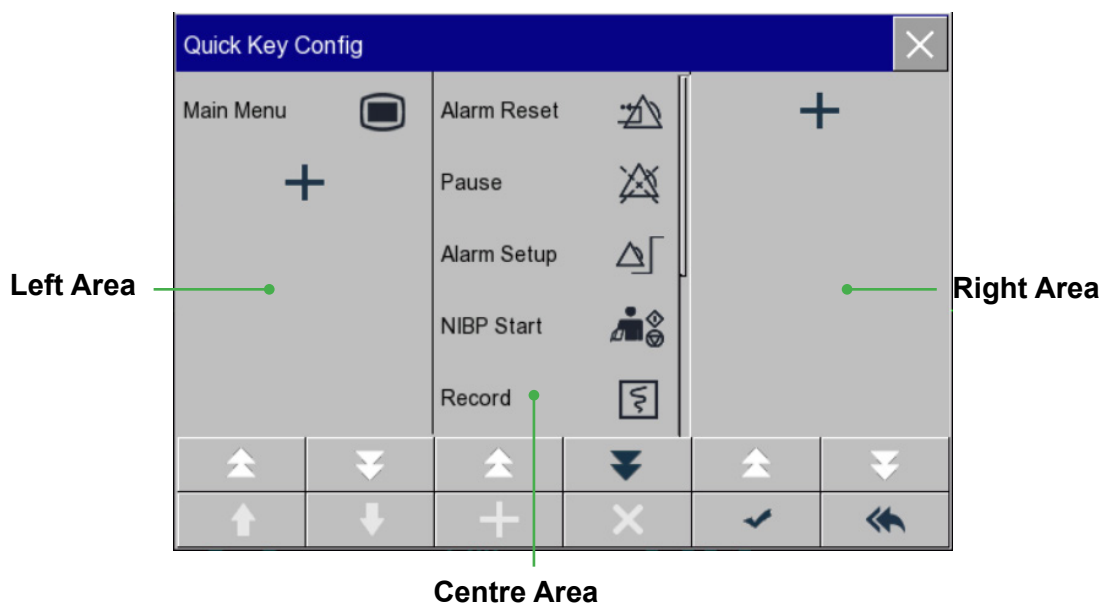 Quick Key Config
Main Menu
Alarm Reset
Pause
Alarm Setup
NIBP Start
Record
Left Area
Right Area
Centre Area